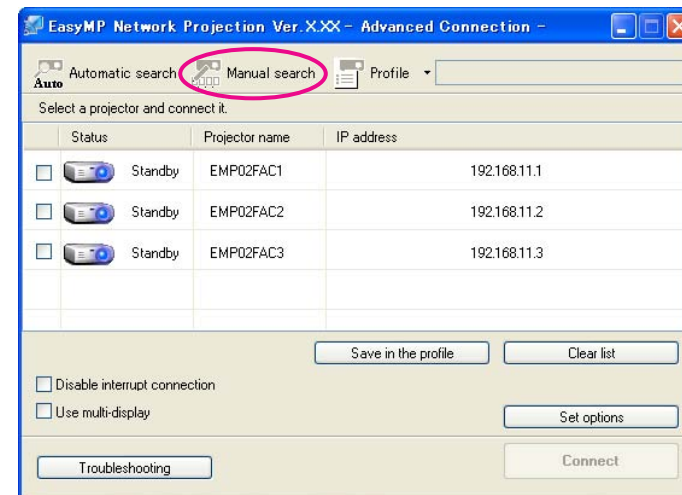 EasyMP Network Projection Ver.X.XX - Advanced Connection -
Auto Automatic search Manual search Profile
Select a projector and connect it.
Status Projector name IP address
Standby EMP02FAC1 192.168.11.1
Standby EMP02FAC2 192.168.11.2
Standby EMP02FAC3 192.168.11.3
Save in the profile Clear list
Disable interrupt connection
Use multi-display
Set options
Troubleshooting Connect